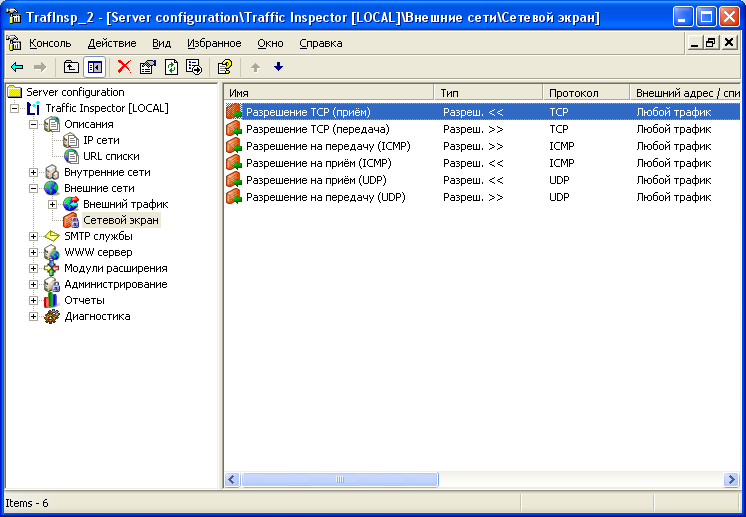 TrafInsp_2 - [Server configuration\Traffic Inspector [LOCAL]\Внешние сети\Сетевой экран]
Консоль Действие Вид Избранное Окно Справка
Server configuration
Traffic Inspector [LOCAL]
Описания
IP сети
URL списки
Внутренние сети
Внешние сети
Внешний трафик
Сетевой экран
SMTP службы
WWW сервер
Модули расширения
Администрирование
Отчеты
Диагностика
Имя Тип Протокол Внешний адрес / спи
Разрешение TCP (приём) Разреш. << TCP Любой трафик
Разрешение TCP (передача) Разреш. >> TCP Любой трафик
Разрешение на передачу (ICMP) Разреш. >> ICMP Любой трафик
Разрешение на приём (ICMP) Разреш. << ICMP Любой трафик
Разрешение на приём (UDP) Разреш. << UDP Любой трафик
Разрешение на передачу (UDP) Разреш. >> UDP Любой трафик
Items - 6